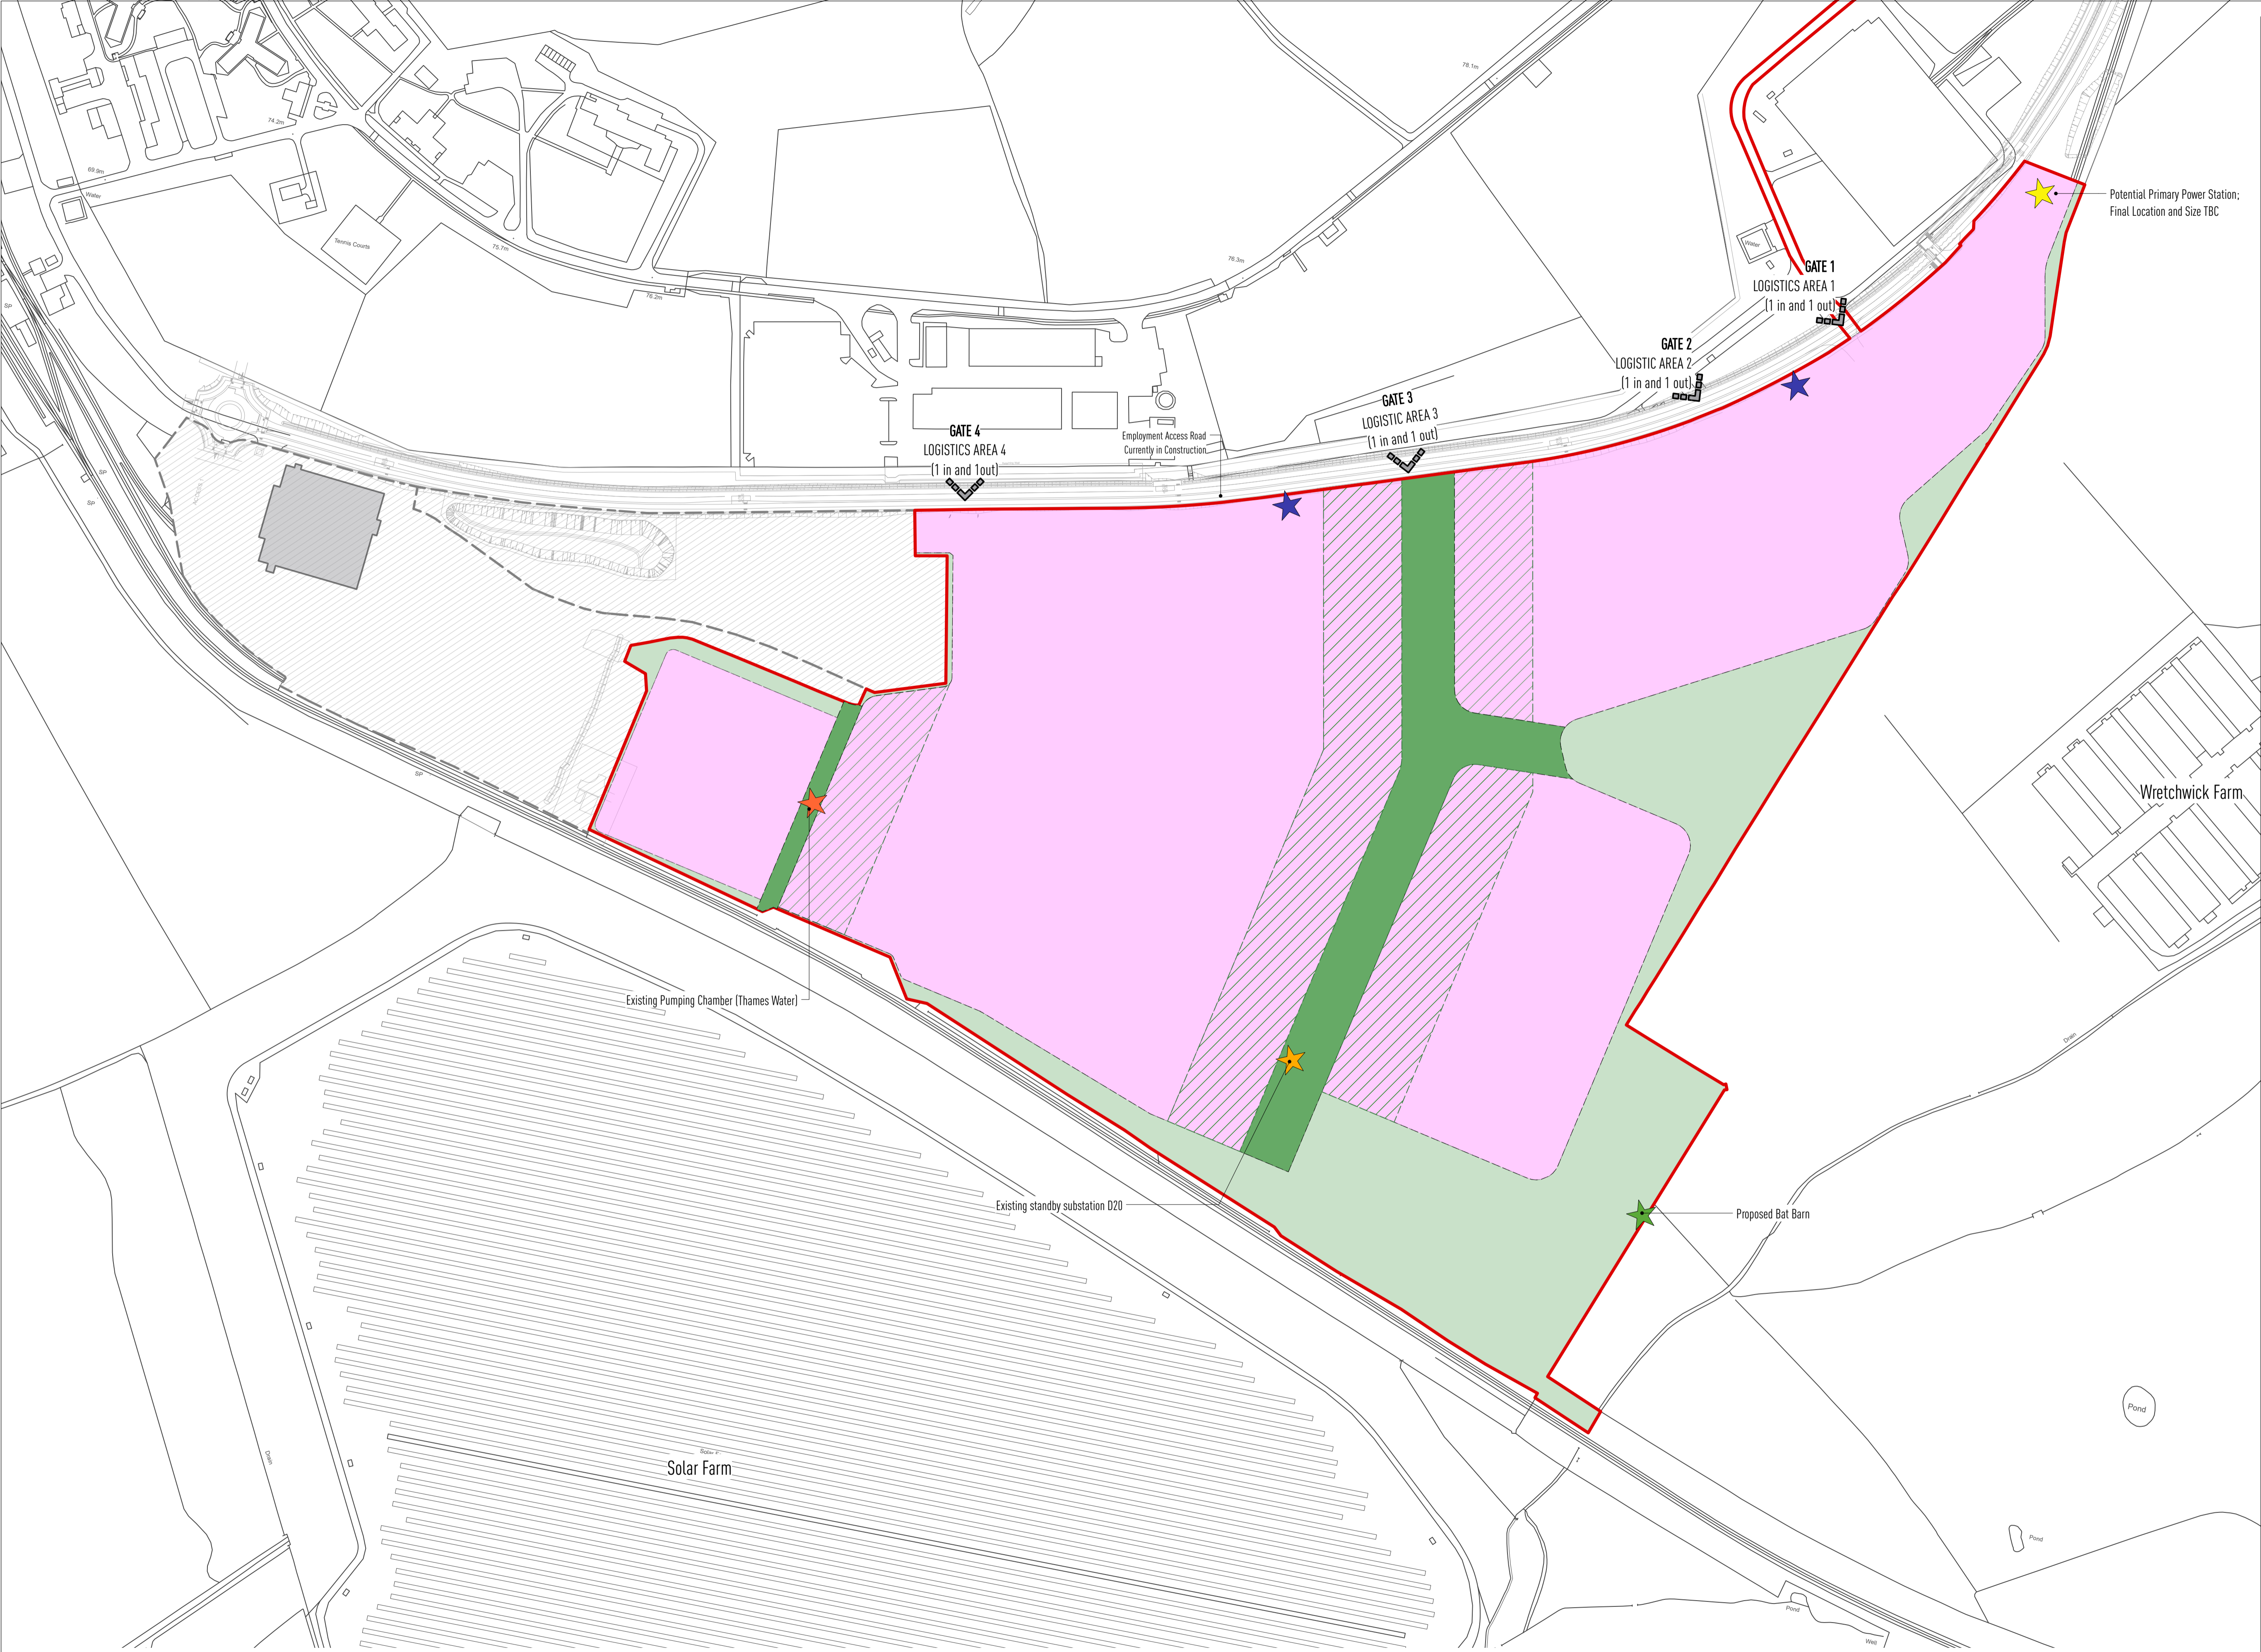 78.1m
74.2m
69.9m
Water
Tennis Courts
75.7m
76.2m
76.3m
Potential Primary Power Station;
Final Location and Size TBC
Water
GATE 1
LOGISTICS AREA 1
(1 in and 1 out)
SP
GATE 2
LOGISTIC AREA 2
(1 in and 1 out)
GATE 3
LOGISTIC AREA 3
(1 in and 1 out)
GATE 4
LOGISTICS AREA 4
(1 in and 1out)
Employment Access Road
Currently in Construction
SP
SP
SP
Wretchwick Farm
Existing Pumping Chamber (Thames Water)
Drain
Existing standby substation D20
Proposed Bat Barn
Pond
Drain
Solar Farm
Pond
Pond
Well